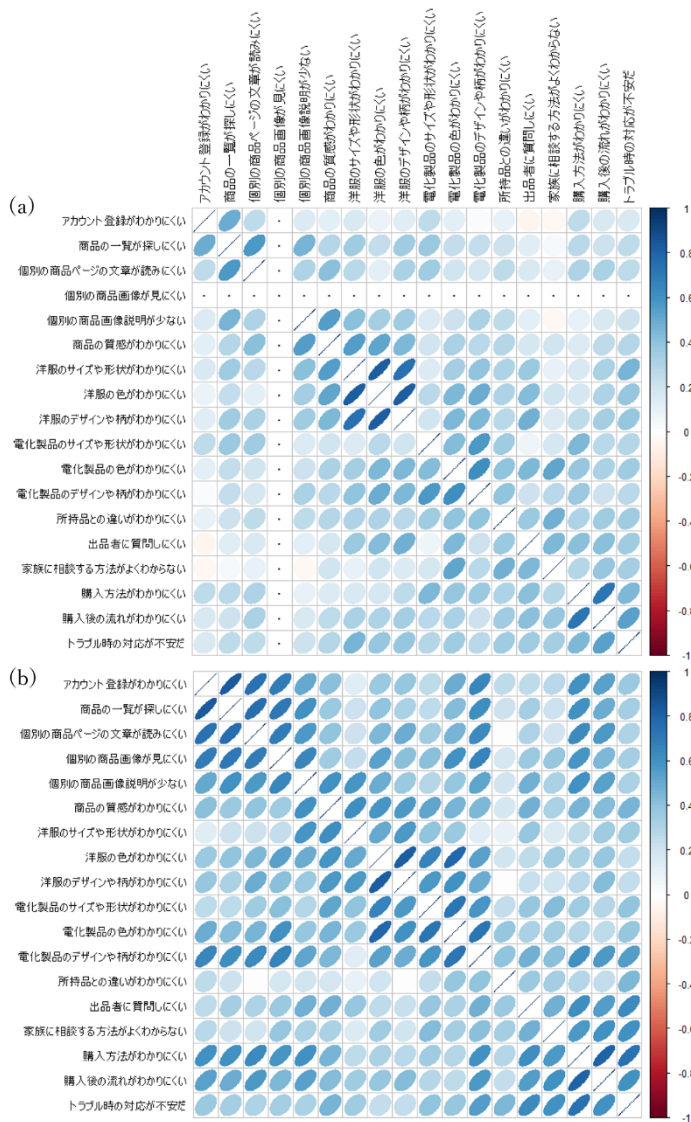 アカウント登録がわかりにくい
商品の一覧が探しにくい
個別の商品ページの文章が読みにくい
個別の商品画像が見にくい
個別の商品画像説明が少ない
商品の質感がわかりにくい
洋服のサイズや形状がわかりにくい
洋服の色がわかりにくい
洋服のデザインや柄がわかりにくい
電化製品のサイズや形状がわかりにくい
電化製品の色がわかりにくい
電化製品のデザインや柄がわかりにくい
所持品との違いがわかりにくい
出品者に質問しにくい
家族に相談する方法がよくわからない
購入方法がわかりにくい
購入後の流れがわかりにくい
トラブル時の対応が不安だ
(a)
アカウント登録がわかりにくい
商品の一覧が探しにくい
個別の商品ページの文章が読みにくい
個別の商品画像が見にくい
個別の商品画像説明が少ない
商品の質感がわかりにくい
洋服のサイズや形状がわかりにくい
洋服の色がわかりにくい
洋服のデザインや柄がわかりにくい
電化製品のサイズや形状がわかりにくい
電化製品の色がわかりにくい
電化製品のデザインや柄がわかりにくい
所持品との違いがわかりにくい
出品者に質問しにくい
家族に相談する方法がよくわからない
購入方法がわかりにくい
購入後の流れがわかりにくい
トラブル時の対応が不安だ
1
0.8
0.6
0.4
0.2
0
-0.2
-0.4
-0.6
-0.8
-1
(b)
アカウント登録がわかりにくい
商品の一覧が探しにくい
個別の商品ページの文章が読みにくい
個別の商品画像が見にくい
個別の商品画像説明が少ない
商品の質感がわかりにくい
洋服のサイズや形状がわかりにくい
洋服の色がわかりにくい
洋服のデザインや柄がわかりにくい
電化製品のサイズや形状がわかりにくい
電化製品の色がわかりにくい
電化製品のデザインや柄がわかりにくい
所持品との違いがわかりにくい
出品者に質問しにくい
家族に相談する方法がよくわからない
購入方法がわかりにくい
購入後の流れがわかりにくい
トラブル時の対応が不安だ
1
0.8
0.6
0.4
0.2
0
-0.2
-0.4
-0.6
-0.8
-1